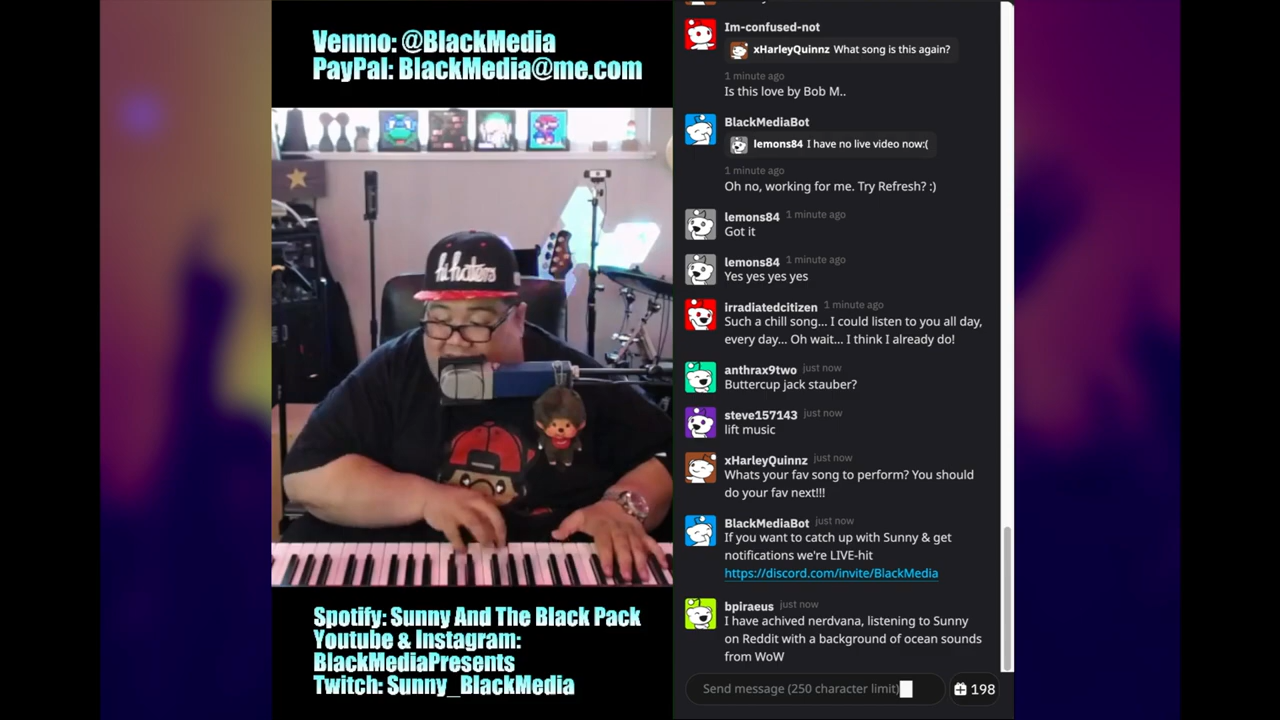 Venmo: @BlackMedia
PayPal: BlackMedia@me.com
hi haters
Spotify: Sunny And The Black Pack
Youtube & Instagram:
BlackMediaPresents
Twitch: Sunny_BlackMedia
Im-confused-not
xHarleyQuinnz What song is this again?
1 minute ago
Is this love by Bob M..
BlackMediaBot
lemons84 I have no live video now:(
1 minute ago
Oh no, working for me. Try Refresh? :)
lemons84 1 minute ago
Got it
lemons84 1 minute ago
Yes yes yes yes
irradiatedcitizen 1 minute ago
Such a chill song... I could listen to you all day,
every day... Oh wait... I think I already do!
anthrax9two just now
Buttercup jack stauber?
steve157143 just now
lift music
xHarleyQuinnz just now
Whats your fav song to perform? You should
do your fav next!!!
BlackMediaBot just now
If you want to catch up with Sunny & get
notifications we're LIVE-hit
https://discord.com/invite/BlackMedia
bpiraeus just now
I have achived nerdvana, listening to Sunny
on Reddit with a background of ocean sounds
from WoW
Send message (250 character limit)
198